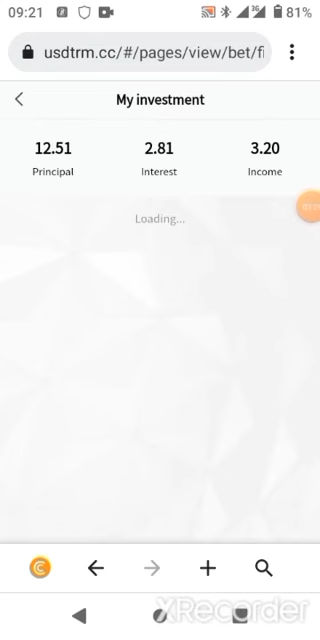 09:21 3G 81%
usdtrm.cc/#/pages/view/bet/fi
My investment
12.51 2.81 3.20
Principal Interest Income
Loading...
XRecorder